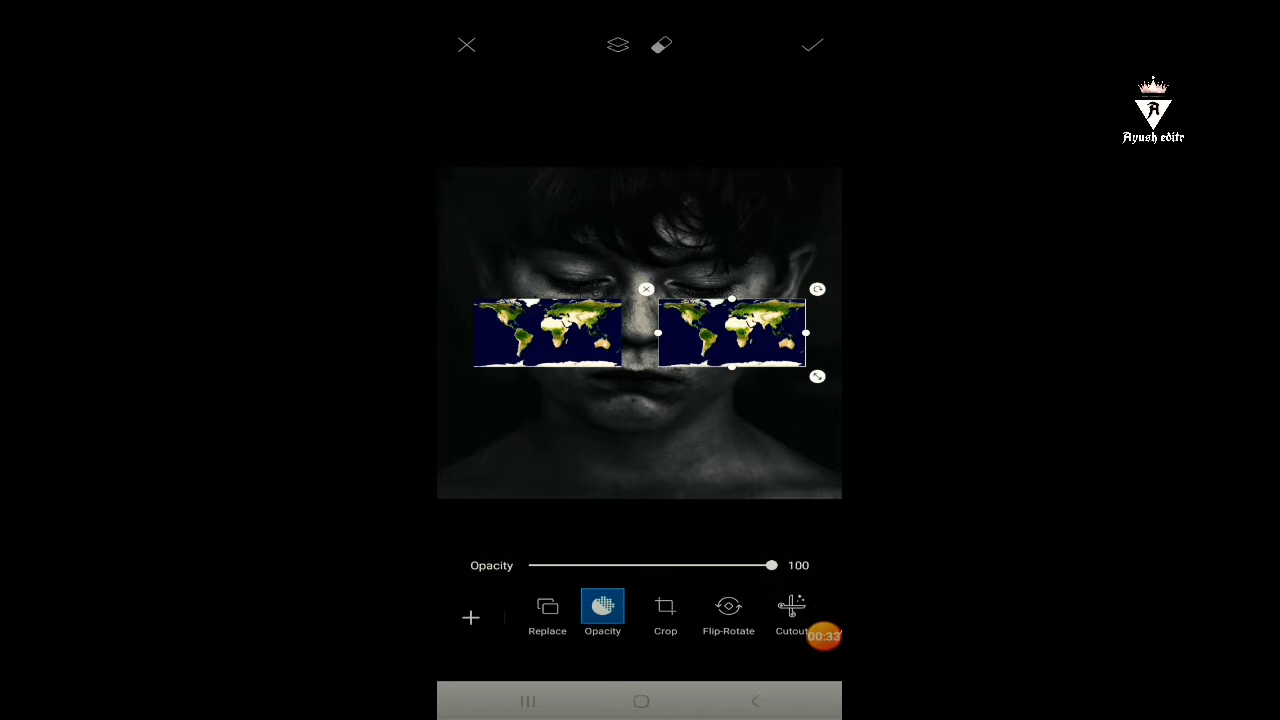 A
Ayush editr
Opacity 100
Replace Opacity Crop Flip-Rotate Cutout
00:33